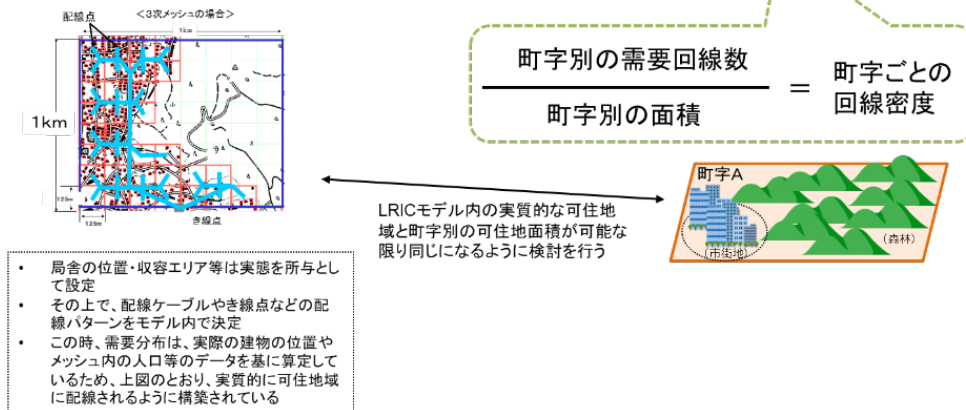 配線点
＜3次メッシュの場合＞
1km
1km
125m
125m
き線点
町字別の需要回線数
町字別の面積
＝
町字ごとの
回線密度
町字A
(森林)
(市街地)
LRICモデル内の実質的な可住地
域と町字別の可住地面積が可能な
限り同じになるように検討を行う
• 局舎の位置・収容エリア等は実態を所与とし
て設定
• その上で、配線ケーブルやき線点などの配
線パターンをモデル内で決定
• この時、需要分布は、実際の建物の位置や
メッシュ内の人口等のデータを基に算定して
いるため、上図のとおり、実質的に可住地域
に配線されるように構築されている